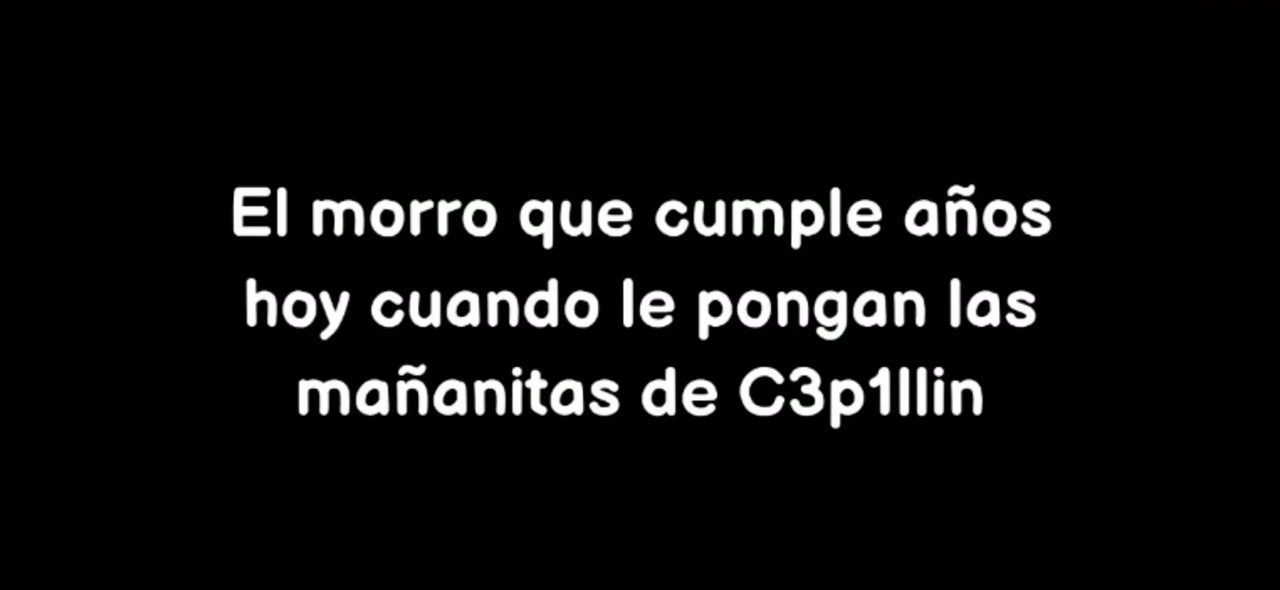 El morro que cumple años
hoy cuando le pongan las
mañanitas de C3p1llin